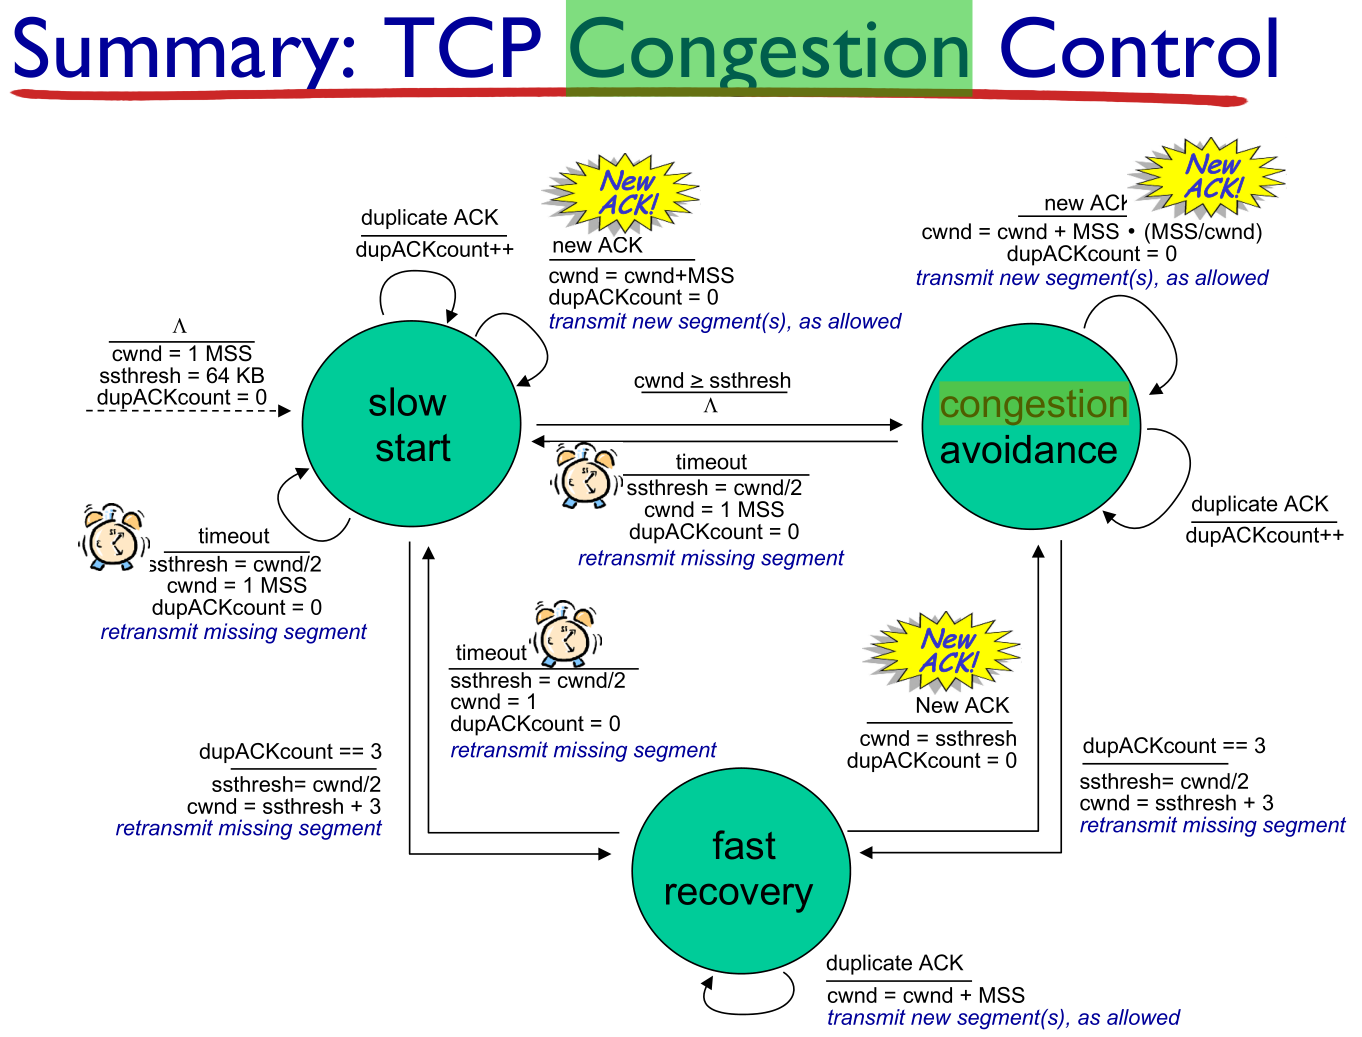 Summary: TCP Congestion Control
New
ACK!
duplicate ACK
dupACKcount++
new ACK
cwnd = cwnd+MSS
dupACKcount = 0
transmit new segment(s), as allowed
New
ACK!
new ACK
cwnd = cwnd + MSS • (MSS/cwnd)
dupACKcount = 0
transmit new segment(s), as allowed
Λ
cwnd = 1 MSS
ssthresh = 64 KB
dupACKcount = 0
slow
start
cwnd ≥ ssthresh
Λ
congestion
avoidance
timeout
ssthresh = cwnd/2
cwnd = 1 MSS
dupACKcount = 0
retransmit missing segment
duplicate ACK
dupACKcount++
timeout
ssthresh = cwnd/2
cwnd = 1 MSS
dupACKcount = 0
retransmit missing segment
timeout
ssthresh = cwnd/2
cwnd = 1
dupACKcount = 0
retransmit missing segment
New
ACK!
New ACK
cwnd = ssthresh
dupACKcount = 0
dupACKcount == 3
ssthresh= cwnd/2
cwnd = ssthresh + 3
retransmit missing segment
dupACKcount == 3
ssthresh= cwnd/2
cwnd = ssthresh + 3
retransmit missing segment
fast
recovery
duplicate ACK
cwnd = cwnd + MSS
transmit new segment(s), as allowed